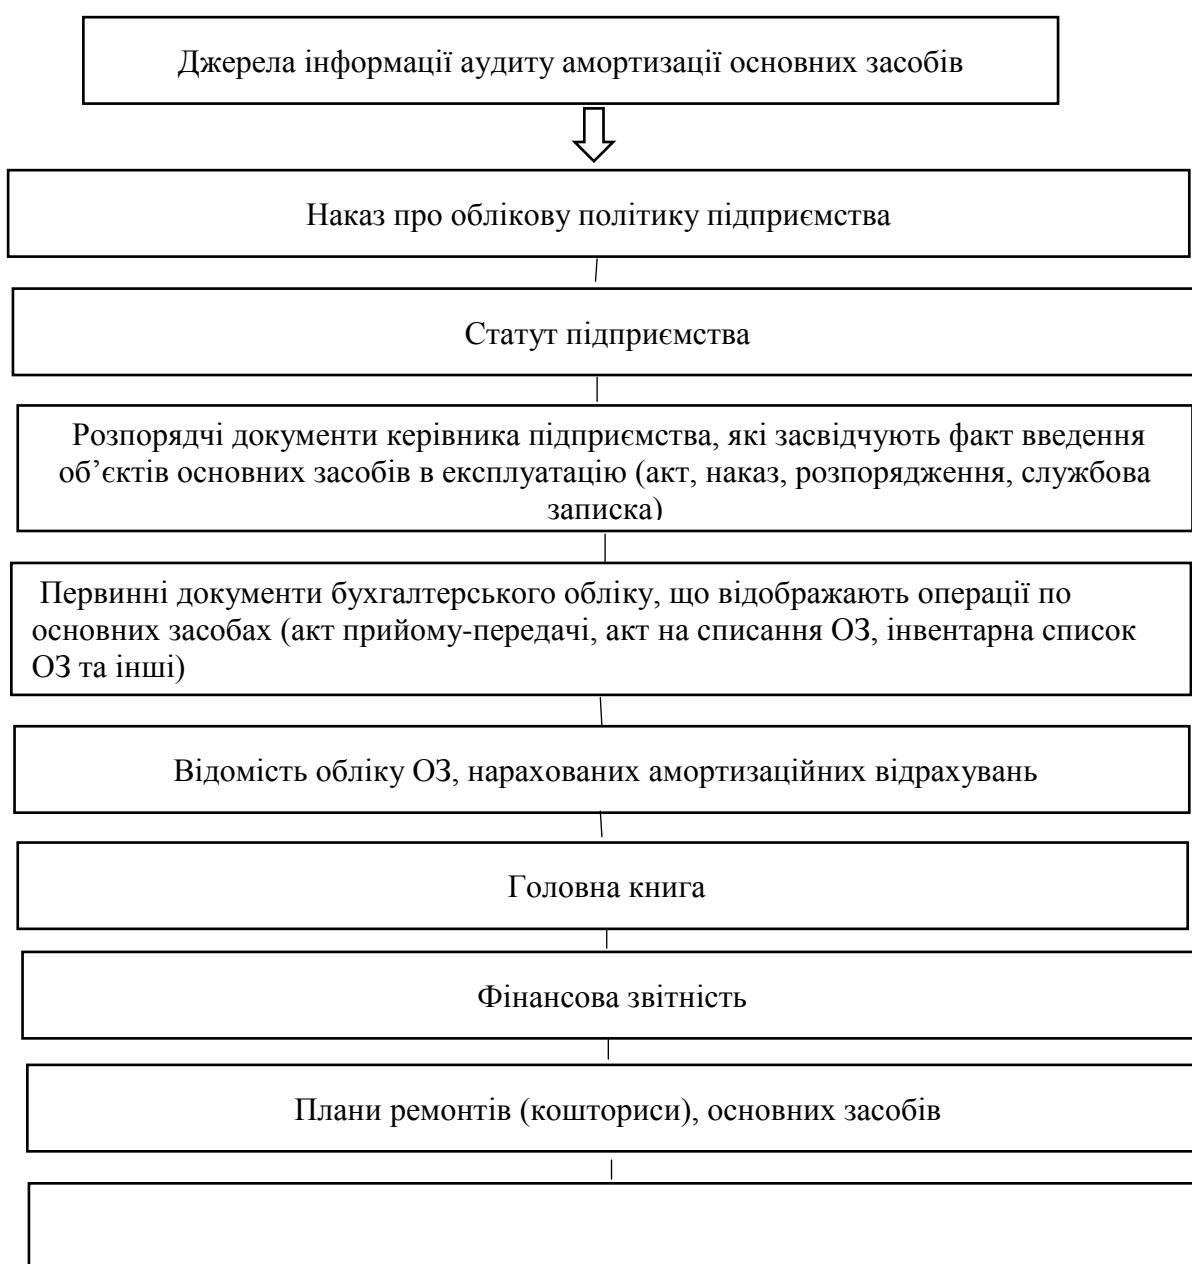 Джерела інформації аудиту амортизації основних засобів
Наказ про облікову політику підприємства
Статут підприємства
Розпорядчі документи керівника підприємства, які засвідчують факт введення
об’єктів основних засобів в експлуатацію (акт, наказ, розпорядження, службова
записка)
Первинні документи бухгалтерського обліку, що відображають операції по
основних засобах (акт прийому-передачі, акт на списання ОЗ, інвентарна список
ОЗ та інші)
Відомість обліку ОЗ, нарахованих амортизаційних відрахувань
Головна книга
Фінансова звітність
Плани ремонтів (кошториси), основних засобів